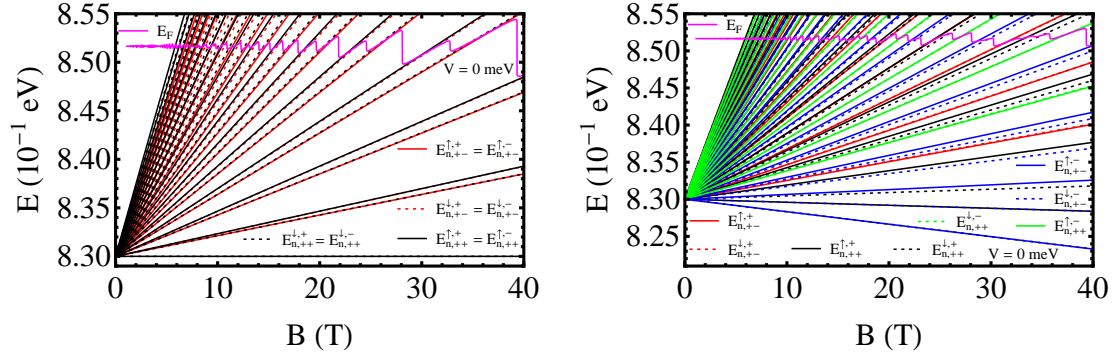 8.55
8.50
8.45
8.40
8.35
8.30
E (10⁻¹ eV)
E_F
V = 0 meV
E^{↑,+}_{n,+-} = E^{↑,-}_{n,+-}
E^{↓,+}_{n,+-} = E^{↓,-}_{n,+-}
E^{↓,+}_{n,++} = E^{↓,-}_{n,++} E^{↑,+}_{n,++} = E^{↑,-}_{n,++}
0 10 20 30 40
B (T)
8.55
8.50
8.45
8.40
8.35
8.30
8.25
E (10⁻¹ eV)
E_F
E^{↑,-}_{n,+-}
E^{↓,-}_{n,+-}
E^{↑,+}_{n,+-} E^{↓,-}_{n,++} E^{↑,-}_{n,++}
E^{↓,+}_{n,+-} E^{↑,+}_{n,++} E^{↓,+}_{n,++} V = 0 meV
0 10 20 30 40
B (T)